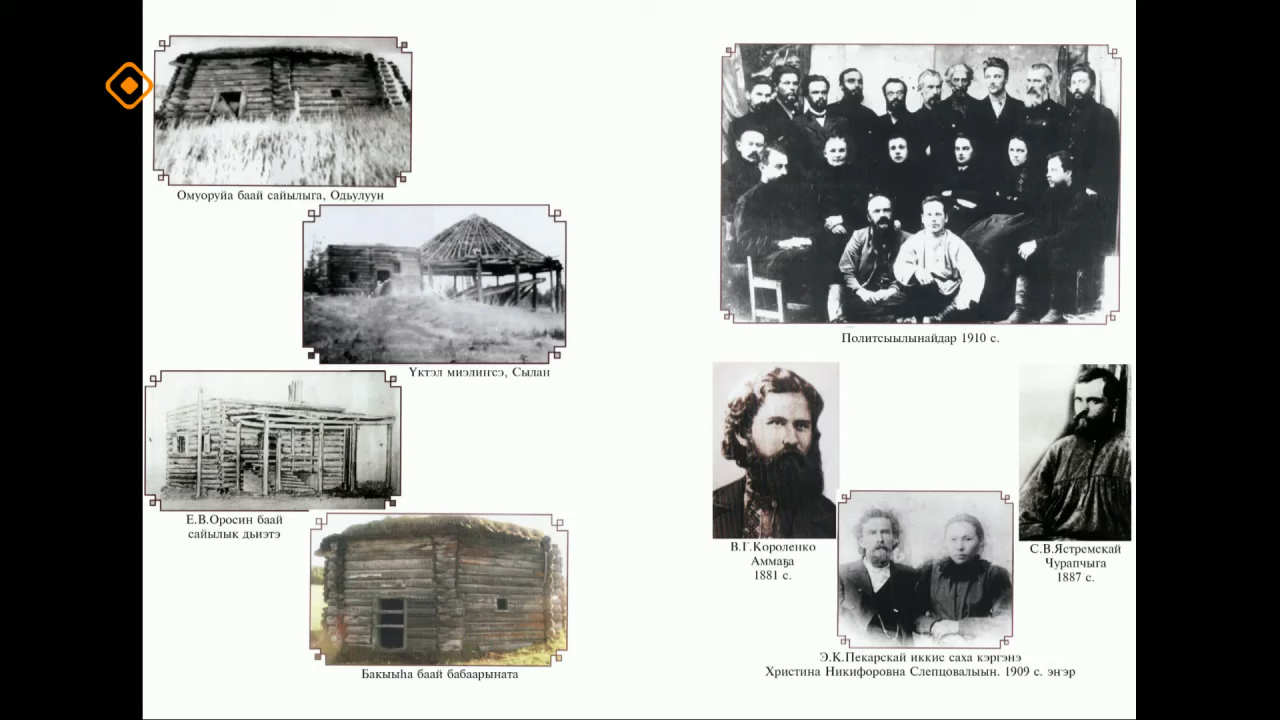 Омуоруйа баай сайылыга, Одьулуун
Үктэл миэлиҥсэ, Сылан
Е.В.Оросин баай
сайылык дьиэтэ
Бакыыһа баай бабаарыната
Политсыылынайдар 1910 с.
В.Г.Короленко
Аммаҕа
1881 с.
С.В.Ястремскай
Чурапчыга
1887 с.
Э.К.Пекарскай иккис саха кэргэнэ
Христина Никифоровна Слепцовалыын. 1909 с. эҥэр